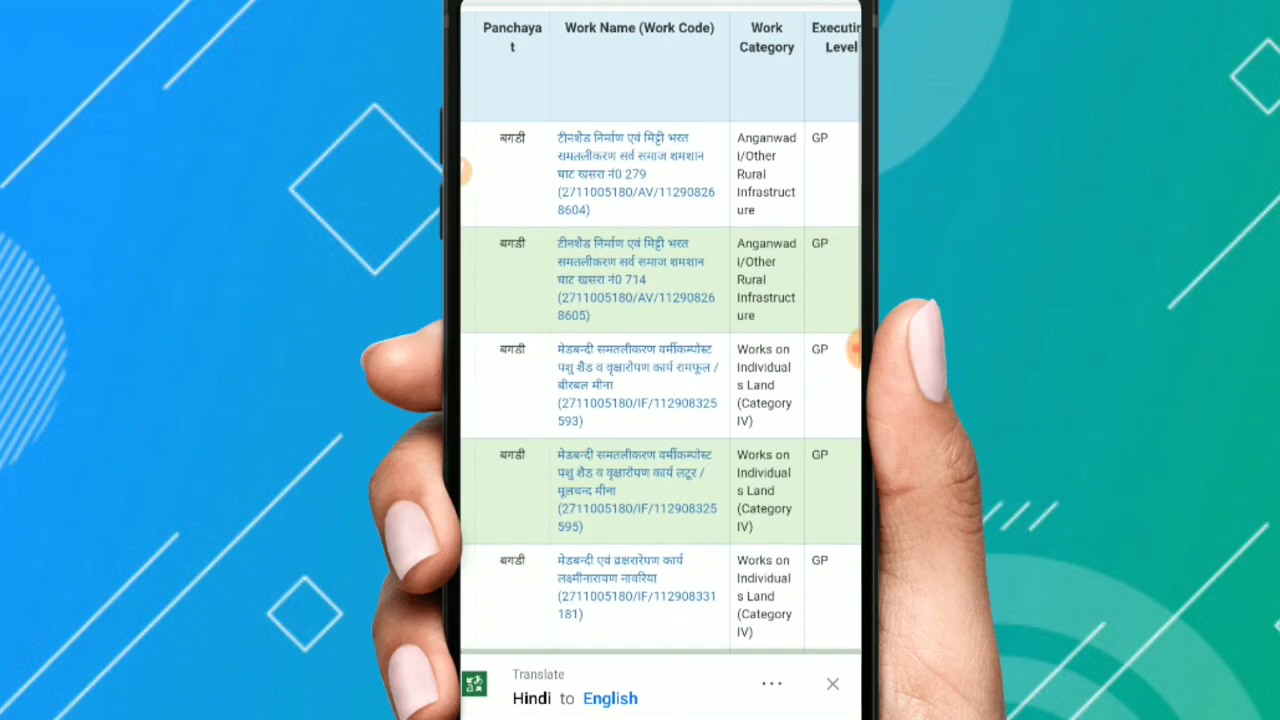 Panchaya
t
Work Name (Work Code)
Work
Category
Executin
Level
बगडी
टीनशेड निर्माण एवं मिट्टी भरत
समतलीकरण सर्व समाज शमशान
घाट खसरा नं0 279
(2711005180/AV/11290826
8604)
Anganwad
i/Other
Rural
Infrastruct
ure
GP
बगडी
टीनशेड निर्माण एवं मिट्टी भरत
समतलीकरण सर्व समाज शमशान
घाट खसरा नं0 714
(2711005180/AV/11290826
8605)
Anganwad
i/Other
Rural
Infrastruct
ure
GP
बगडी
मेडबन्दी समतलीकरण वर्मीकम्पोस्ट
पशु शैड व वृक्षारोपण कार्य रामफूल /
बीरबल मीना
(2711005180/IF/112908325
593)
Works on
Individual
s Land
(Category
IV)
GP
बगडी
मेडबन्दी समतलीकरण वर्मीकम्पोस्ट
पशु शैड व वृक्षारोपण कार्य लटूर /
मूलचन्द मीना
(2711005180/IF/112908325
595)
Works on
Individual
s Land
(Category
IV)
GP
बगडी
मेडबन्दी एवं व्रक्षरारेपण कार्य
लक्ष्मीनारायण नावरिया
(2711005180/IF/112908331
181)
Works on
Individual
s Land
(Category
IV)
GP
Translate
Hindi to English